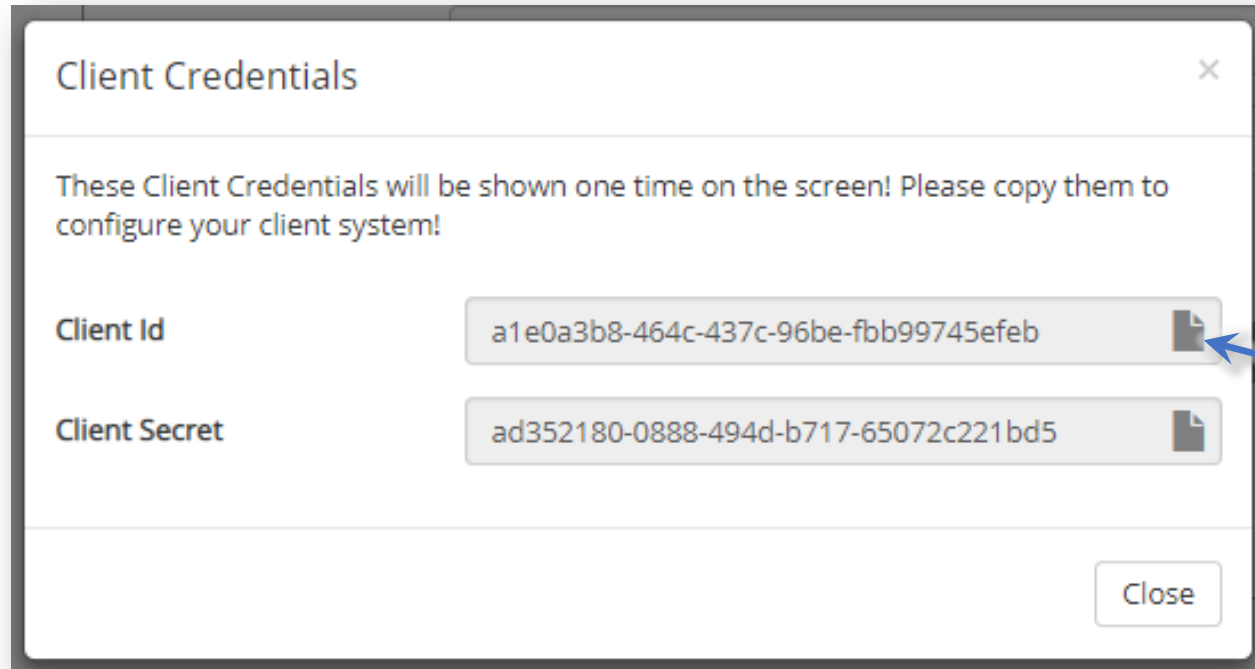 Client Credentials ×
These Client Credentials will be shown one time on the screen! Please copy them to
configure your client system!
Client Id a1e0a3b8-464c-437c-96be-fbb99745efeb
Client Secret ad352180-0888-494d-b717-65072c221bd5
Close